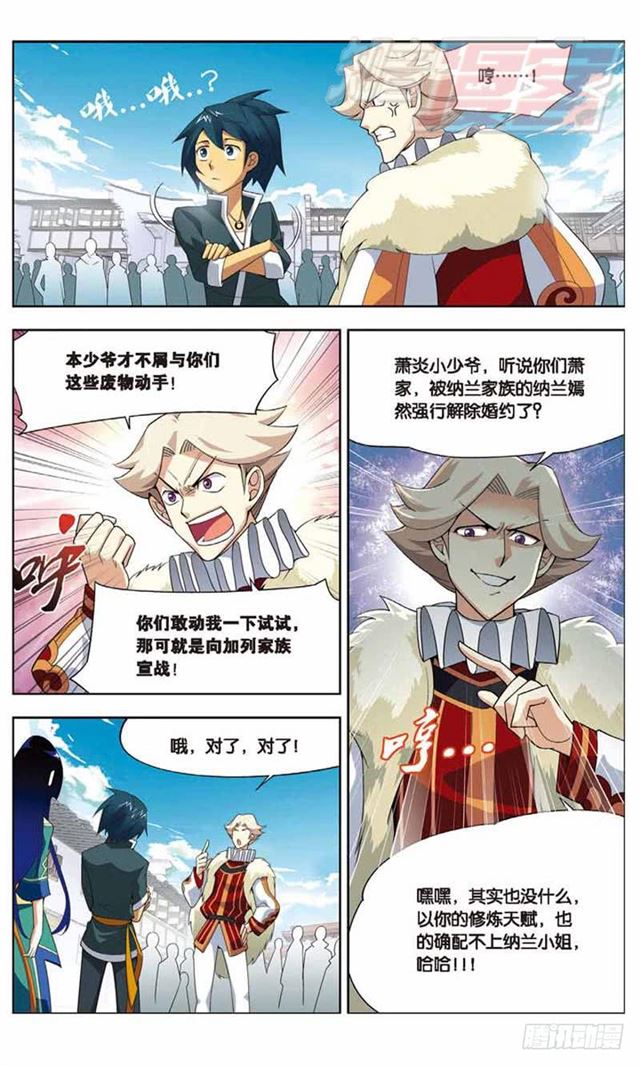 哦…哦..?
哼……!
本少爷才不屑与你们
这些废物动手!
哼
你们敢动我一下试试,
那可就是向加列家族
宣战!
哦,对了,对了!
萧炎小少爷,听说你们萧
家,被纳兰家族的纳兰嫣
然强行解除婚约了?
哼...
嘿嘿,其实也没什么,
以你的修炼天赋,也
的确配不上纳兰小姐,
哈哈!!!
腾讯动漫